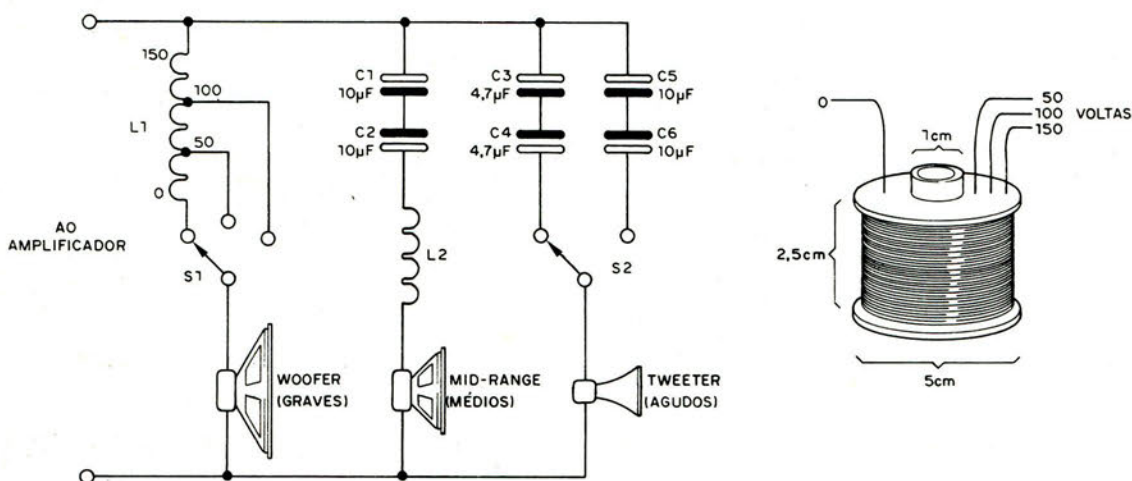 150
100
L1
50
0
AO
AMPLIFICADOR
S1
WOOFER
(GRAVES)
C1
10µF
C2
10µF
L2
MID-RANGE
(MÉDIOS)
C3
4,7µF
C4
4,7µF
C5
10µF
C6
10µF
S2
TWEETER
(AGUDOS)
0
50
100 VOLTAS
150
1cm
2,5cm
5cm